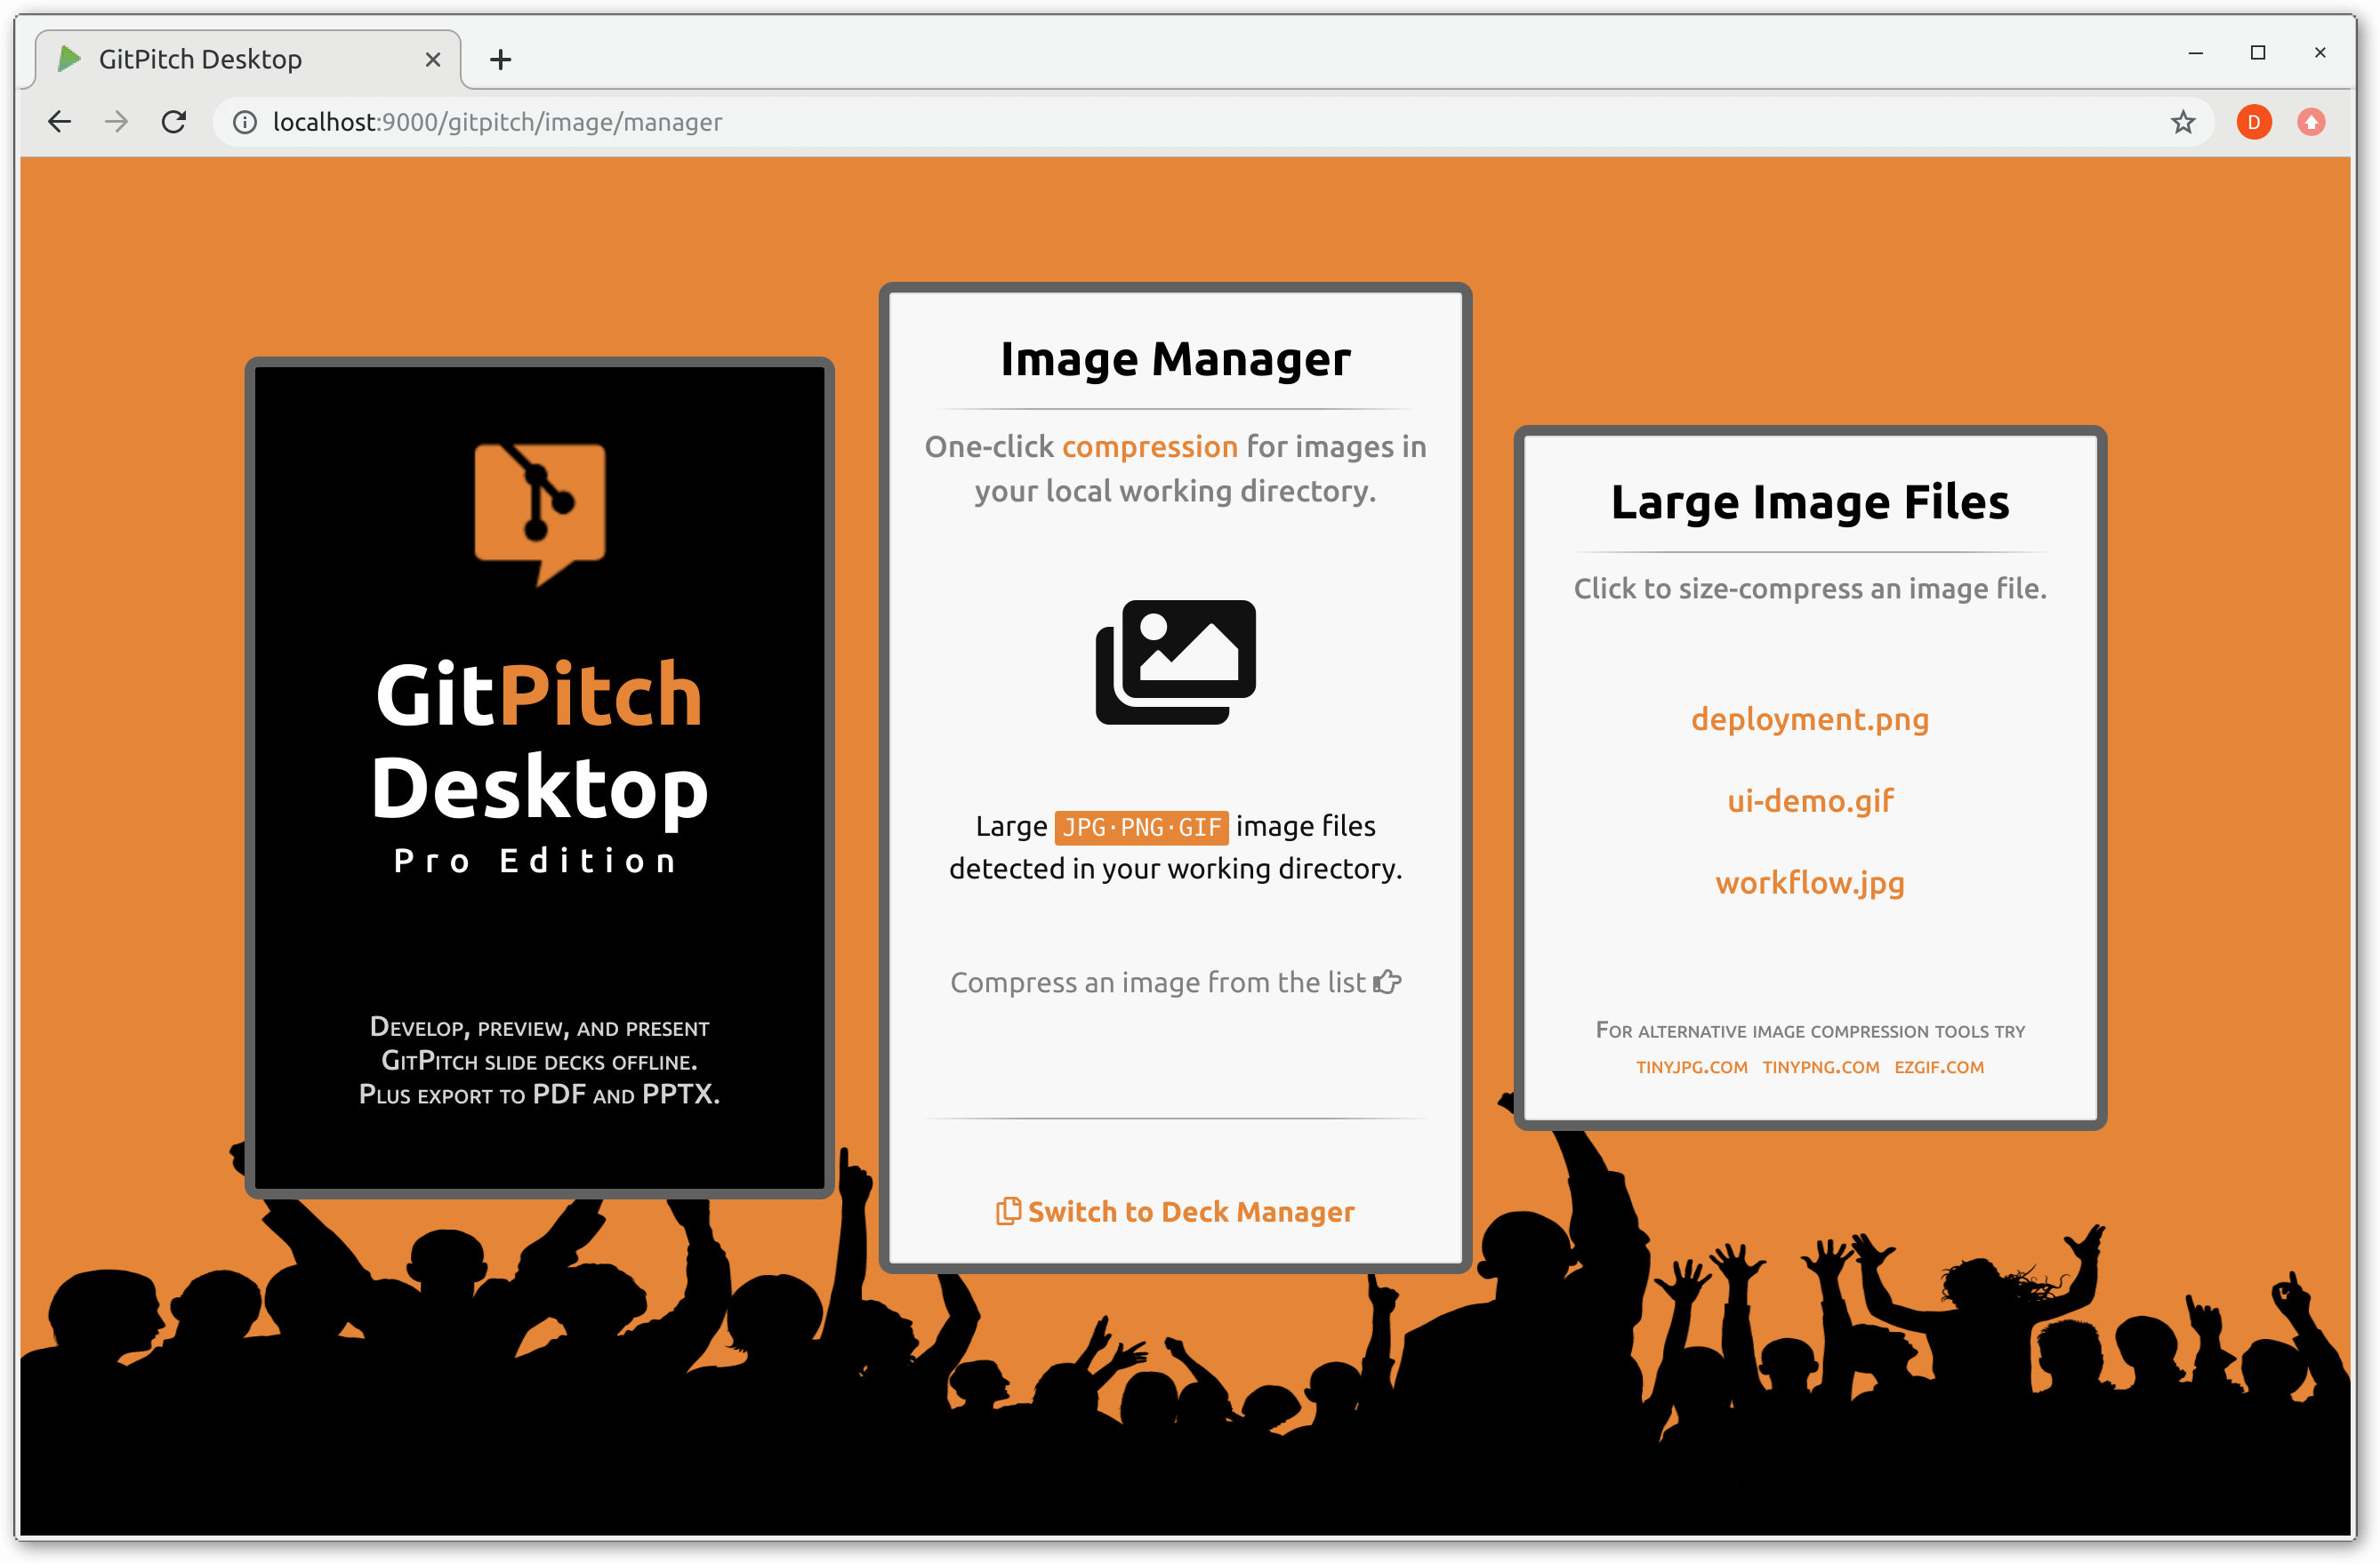 GitPitch Desktop
localhost:9000/gitpitch/image/manager
D
GitPitch
Desktop
Pro Edition
Develop, preview, and present
GitPitch slide decks offline.
Plus export to PDF and PPTX.
Image Manager
One-click compression for images in
your local working directory.
Large JPG·PNG·GIF image files
detected in your working directory.
Compress an image from the list
Switch to Deck Manager
Large Image Files
Click to size-compress an image file.
deployment.png
ui-demo.gif
workflow.jpg
For alternative image compression tools try
tinyjpg.com tinypng.com ezgif.com